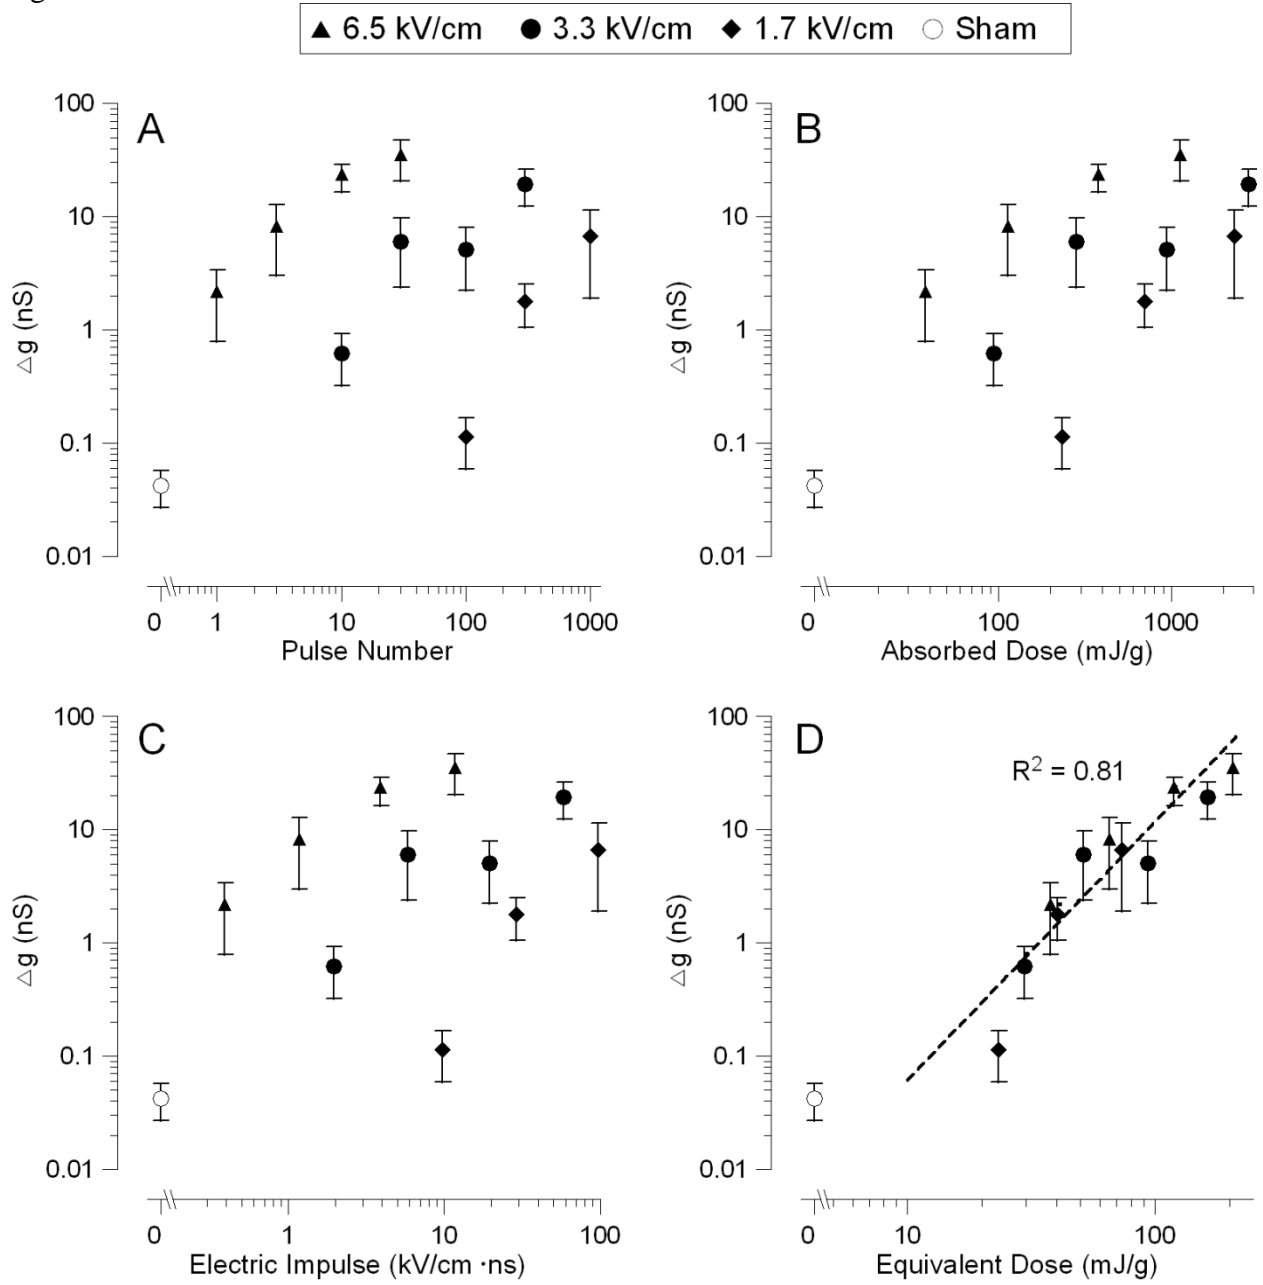 6.5 kV/cm 3.3 kV/cm 1.7 kV/cm Sham
A
100
10
1
0.1
0.01
Δg (nS)
0 1 10 100 1000
Pulse Number
B
100
10
1
0.1
0.01
Δg (nS)
0 100 1000
Absorbed Dose (mJ/g)
C
100
10
1
0.1
0.01
Δg (nS)
0 1 10 100
Electric Impulse (kV/cm ·ns)
D
R² = 0.81
100
10
1
0.1
0.01
Δg (nS)
0 10 100
Equivalent Dose (mJ/g)